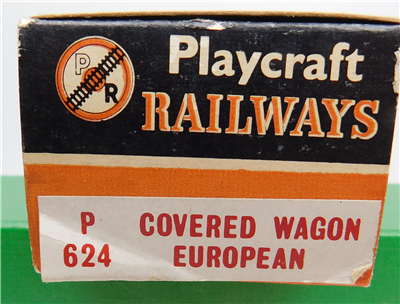 P R
Playcraft
RAILWAYS
P COVERED WAGON
624 EUROPEAN